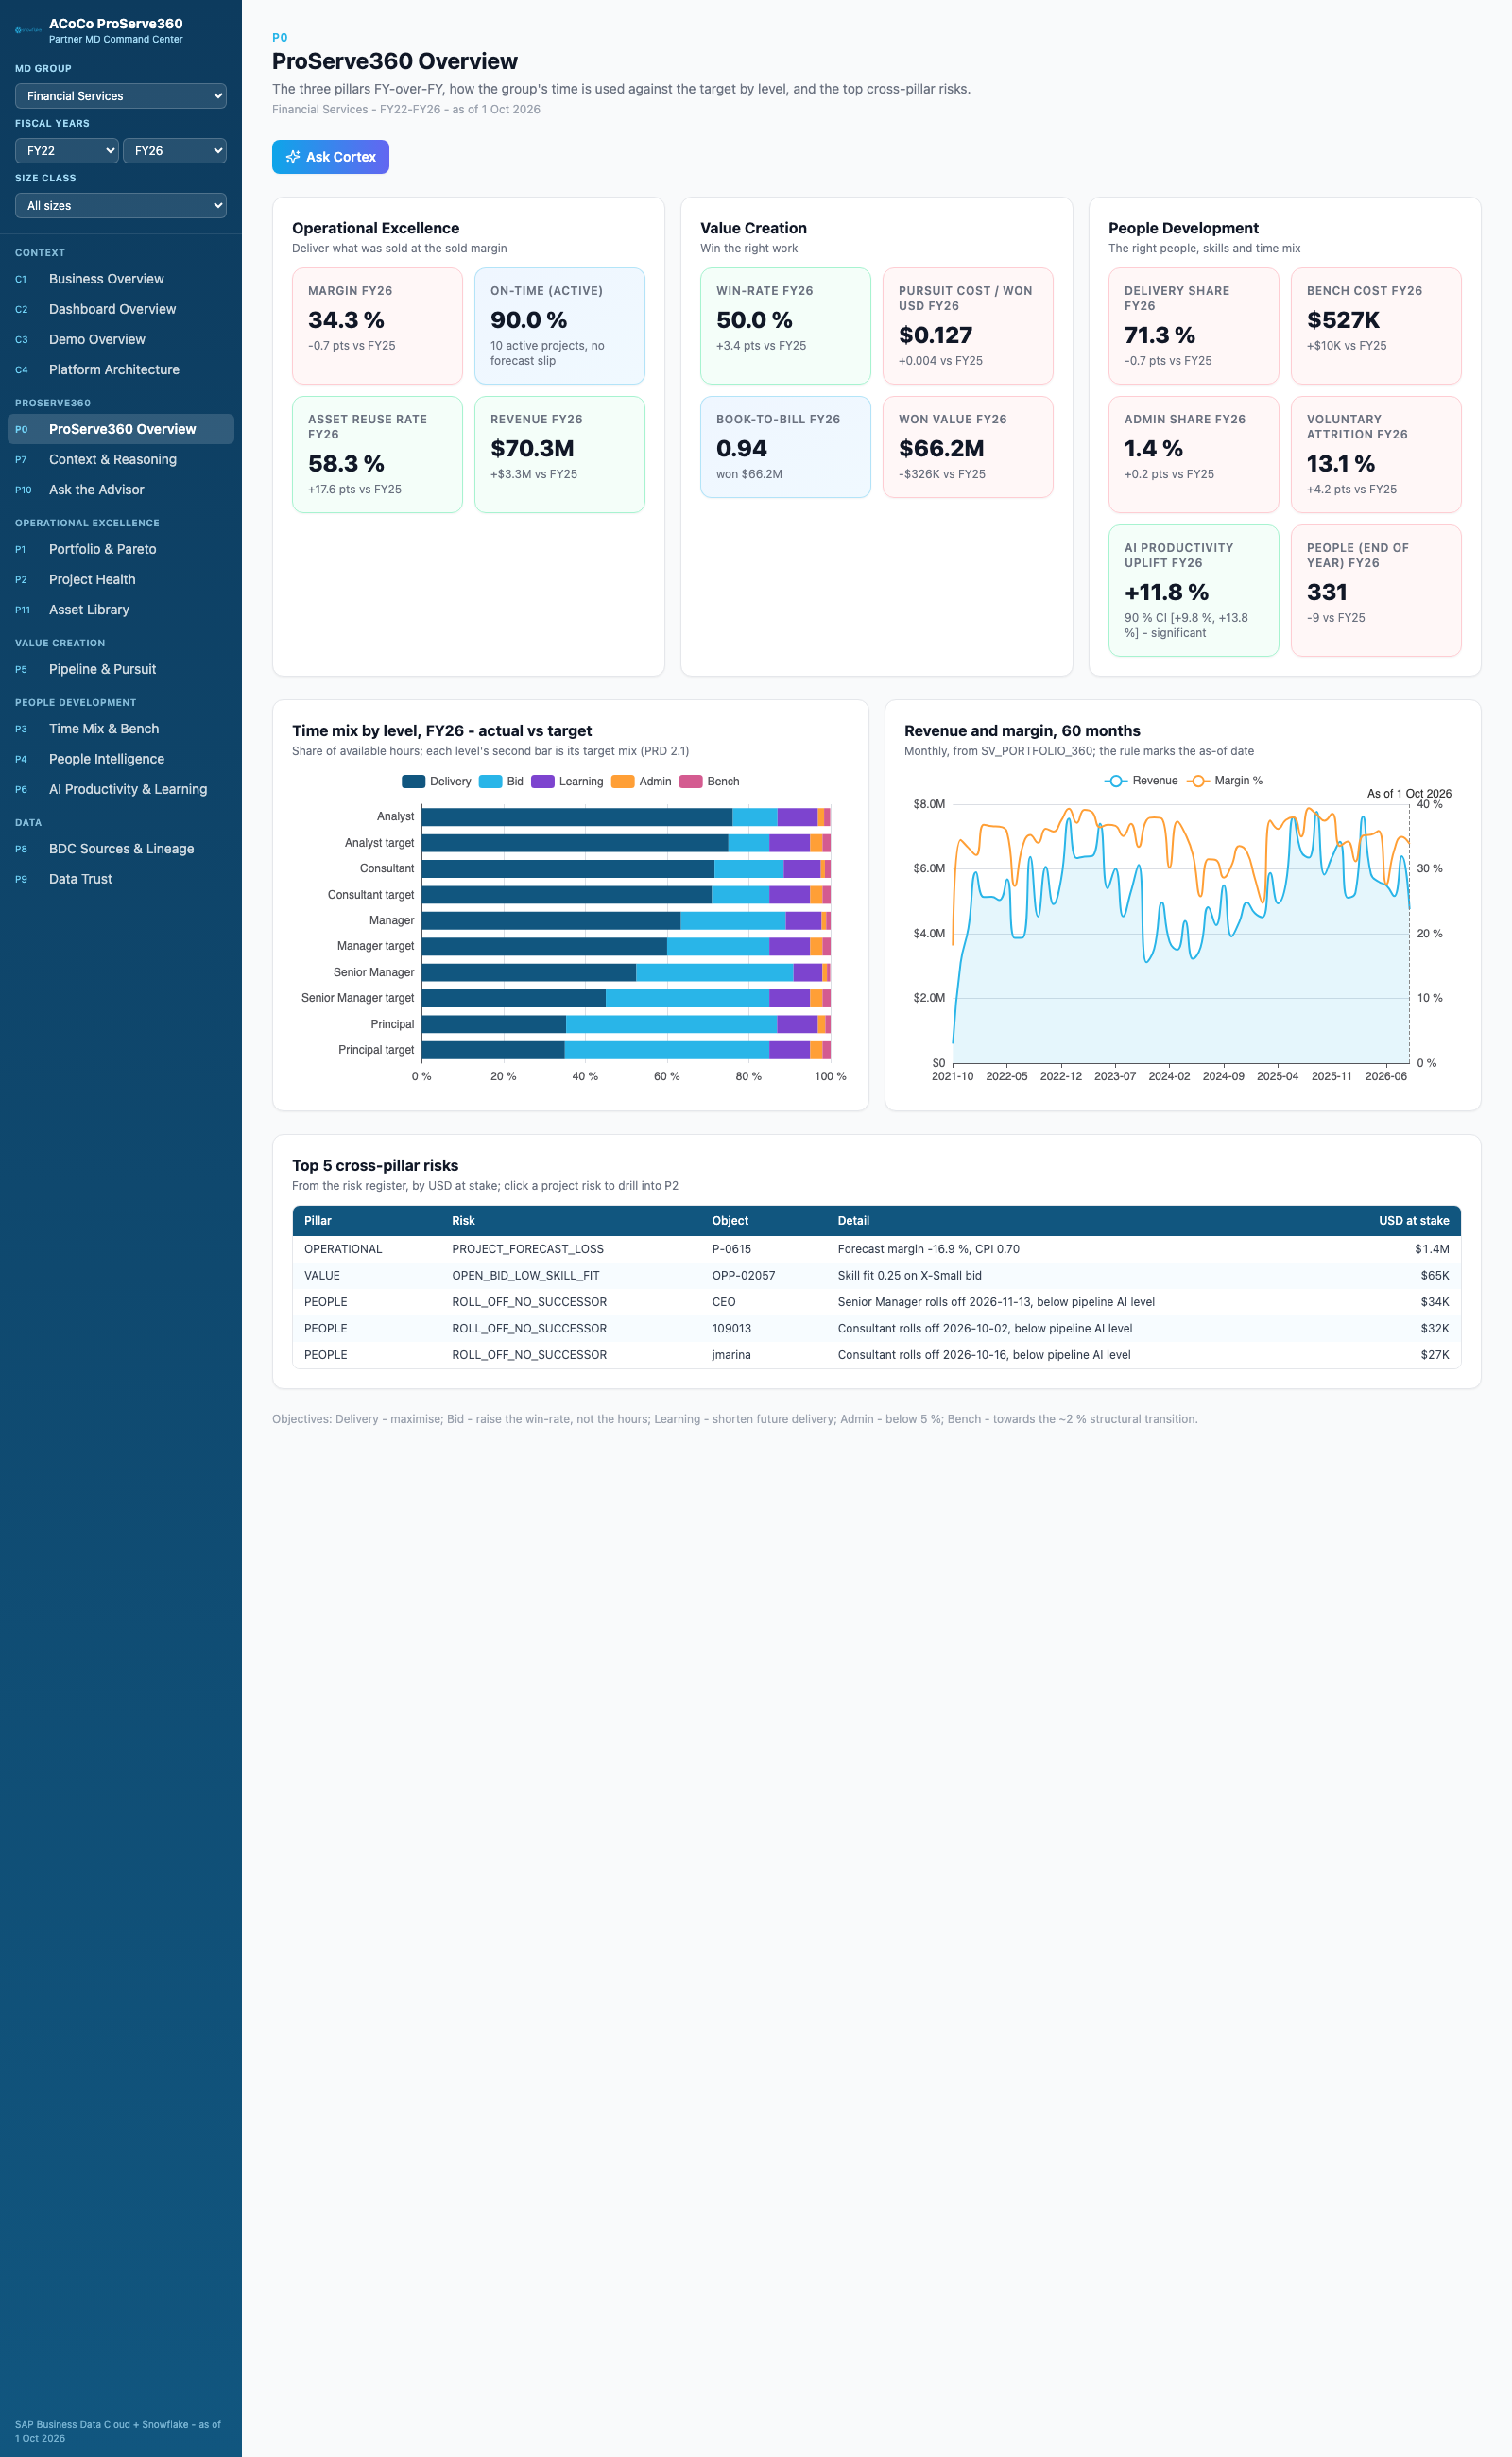 ACoCo ProServe360
Partner MD Command Center
MD GROUP
Financial Services
FISCAL YEARS
FY22 FY26
SIZE CLASS
All sizes
CONTEXT
C1 Business Overview
C2 Dashboard Overview
C3 Demo Overview
C4 Platform Architecture
PROSERVE360
P0 ProServe360 Overview
P7 Context & Reasoning
P10 Ask the Advisor
OPERATIONAL EXCELLENCE
P1 Portfolio & Pareto
P2 Project Health
P11 Asset Library
VALUE CREATION
P5 Pipeline & Pursuit
PEOPLE DEVELOPMENT
P3 Time Mix & Bench
P4 People Intelligence
P6 AI Productivity & Learning
DATA
P8 BDC Sources & Lineage
P9 Data Trust
SAP Business Data Cloud + Snowflake - as of
1 Oct 2026
P0
ProServe360 Overview
The three pillars FY-over-FY, how the group's time is used against the target by level, and the top cross-pillar risks.
Financial Services - FY22-FY26 - as of 1 Oct 2026
Ask Cortex
Operational Excellence
Deliver what was sold at the sold margin
MARGIN FY26
34.3 %
-0.7 pts vs FY25
ON-TIME (ACTIVE)
90.0 %
10 active projects, no
forecast slip
ASSET REUSE RATE
FY26
58.3 %
+17.6 pts vs FY25
REVENUE FY26
$70.3M
+$3.3M vs FY25
Value Creation
Win the right work
WIN-RATE FY26
50.0 %
+3.4 pts vs FY25
PURSUIT COST / WON
USD FY26
$0.127
+0.004 vs FY25
BOOK-TO-BILL FY26
0.94
won $66.2M
WON VALUE FY26
$66.2M
-$326K vs FY25
People Development
The right people, skills and time mix
DELIVERY SHARE
FY26
71.3 %
-0.7 pts vs FY25
BENCH COST FY26
$527K
+$10K vs FY25
ADMIN SHARE FY26
1.4 %
+0.2 pts vs FY25
VOLUNTARY
ATTRITION FY26
13.1 %
+4.2 pts vs FY25
AI PRODUCTIVITY
UPLIFT FY26
+11.8 %
90 % CI [+9.8 %, +13.8
%] - significant
PEOPLE (END OF
YEAR) FY26
331
-9 vs FY25
Time mix by level, FY26 - actual vs target
Share of available hours; each level's second bar is its target mix (PRD 2.1)
Delivery Bid Learning Admin Bench
Analyst
Analyst target
Consultant
Consultant target
Manager
Manager target
Senior Manager
Senior Manager target
Principal
Principal target
0 % 20 % 40 % 60 % 80 % 100 %
Revenue and margin, 60 months
Monthly, from SV_PORTFOLIO_360; the rule marks the as-of date
Revenue Margin %
As of 1 Oct 2026
$8.0M 40 %
$6.0M 30 %
$4.0M 20 %
$2.0M 10 %
$0 0 %
2021-10 2022-05 2022-12 2023-07 2024-02 2024-09 2025-04 2025-11 2026-06
Top 5 cross-pillar risks
From the risk register, by USD at stake; click a project risk to drill into P2
Pillar Risk Object Detail USD at stake
OPERATIONAL PROJECT_FORECAST_LOSS P-0615 Forecast margin -16.9 %, CPI 0.70 $1.4M
VALUE OPEN_BID_LOW_SKILL_FIT OPP-02057 Skill fit 0.25 on X-Small bid $65K
PEOPLE ROLL_OFF_NO_SUCCESSOR CEO Senior Manager rolls off 2026-11-13, below pipeline AI level $34K
PEOPLE ROLL_OFF_NO_SUCCESSOR 109013 Consultant rolls off 2026-10-02, below pipeline AI level $32K
PEOPLE ROLL_OFF_NO_SUCCESSOR jmarina Consultant rolls off 2026-10-16, below pipeline AI level $27K
Objectives: Delivery - maximise; Bid - raise the win-rate, not the hours; Learning - shorten future delivery; Admin - below 5 %; Bench - towards the ~2 % structural transition.